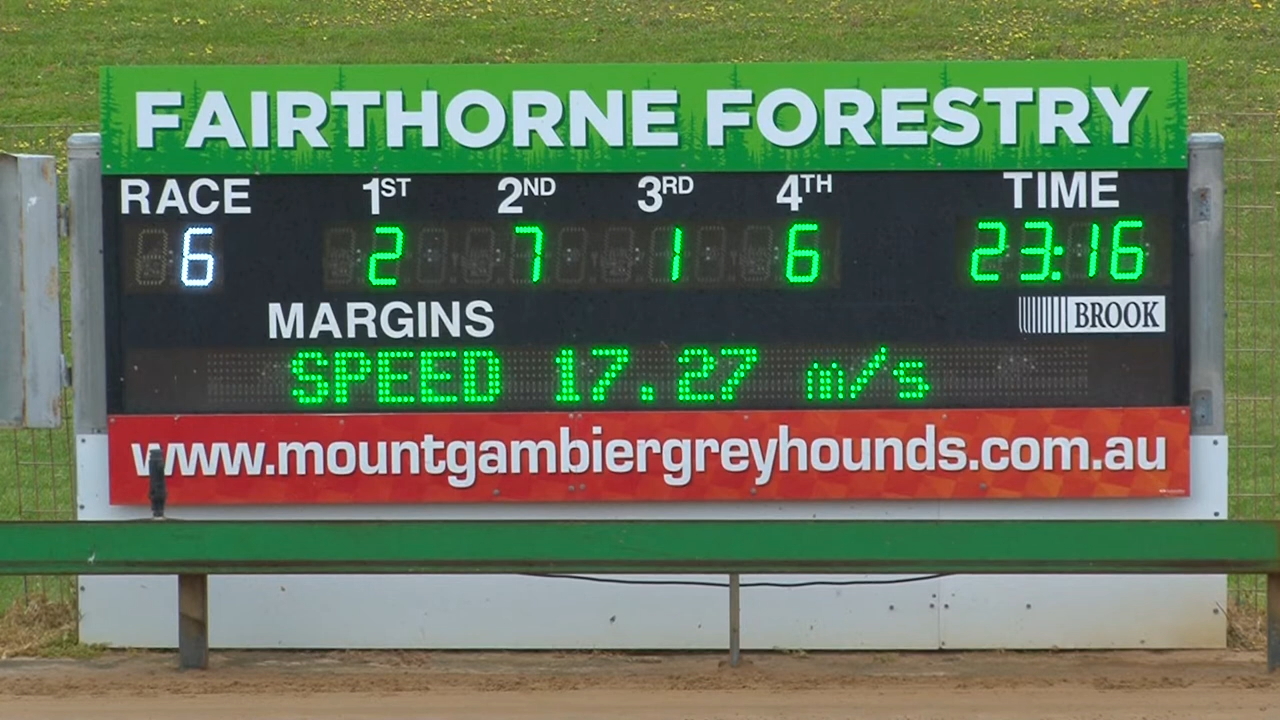 FAIRTHORNE FORESTRY
RACE 1ST 2ND 3RD 4TH TIME
6 2 7 1 6 23:16
MARGINS BROOK
SPEED 17.27 m/s
www.mountgambiergreyhounds.com.au